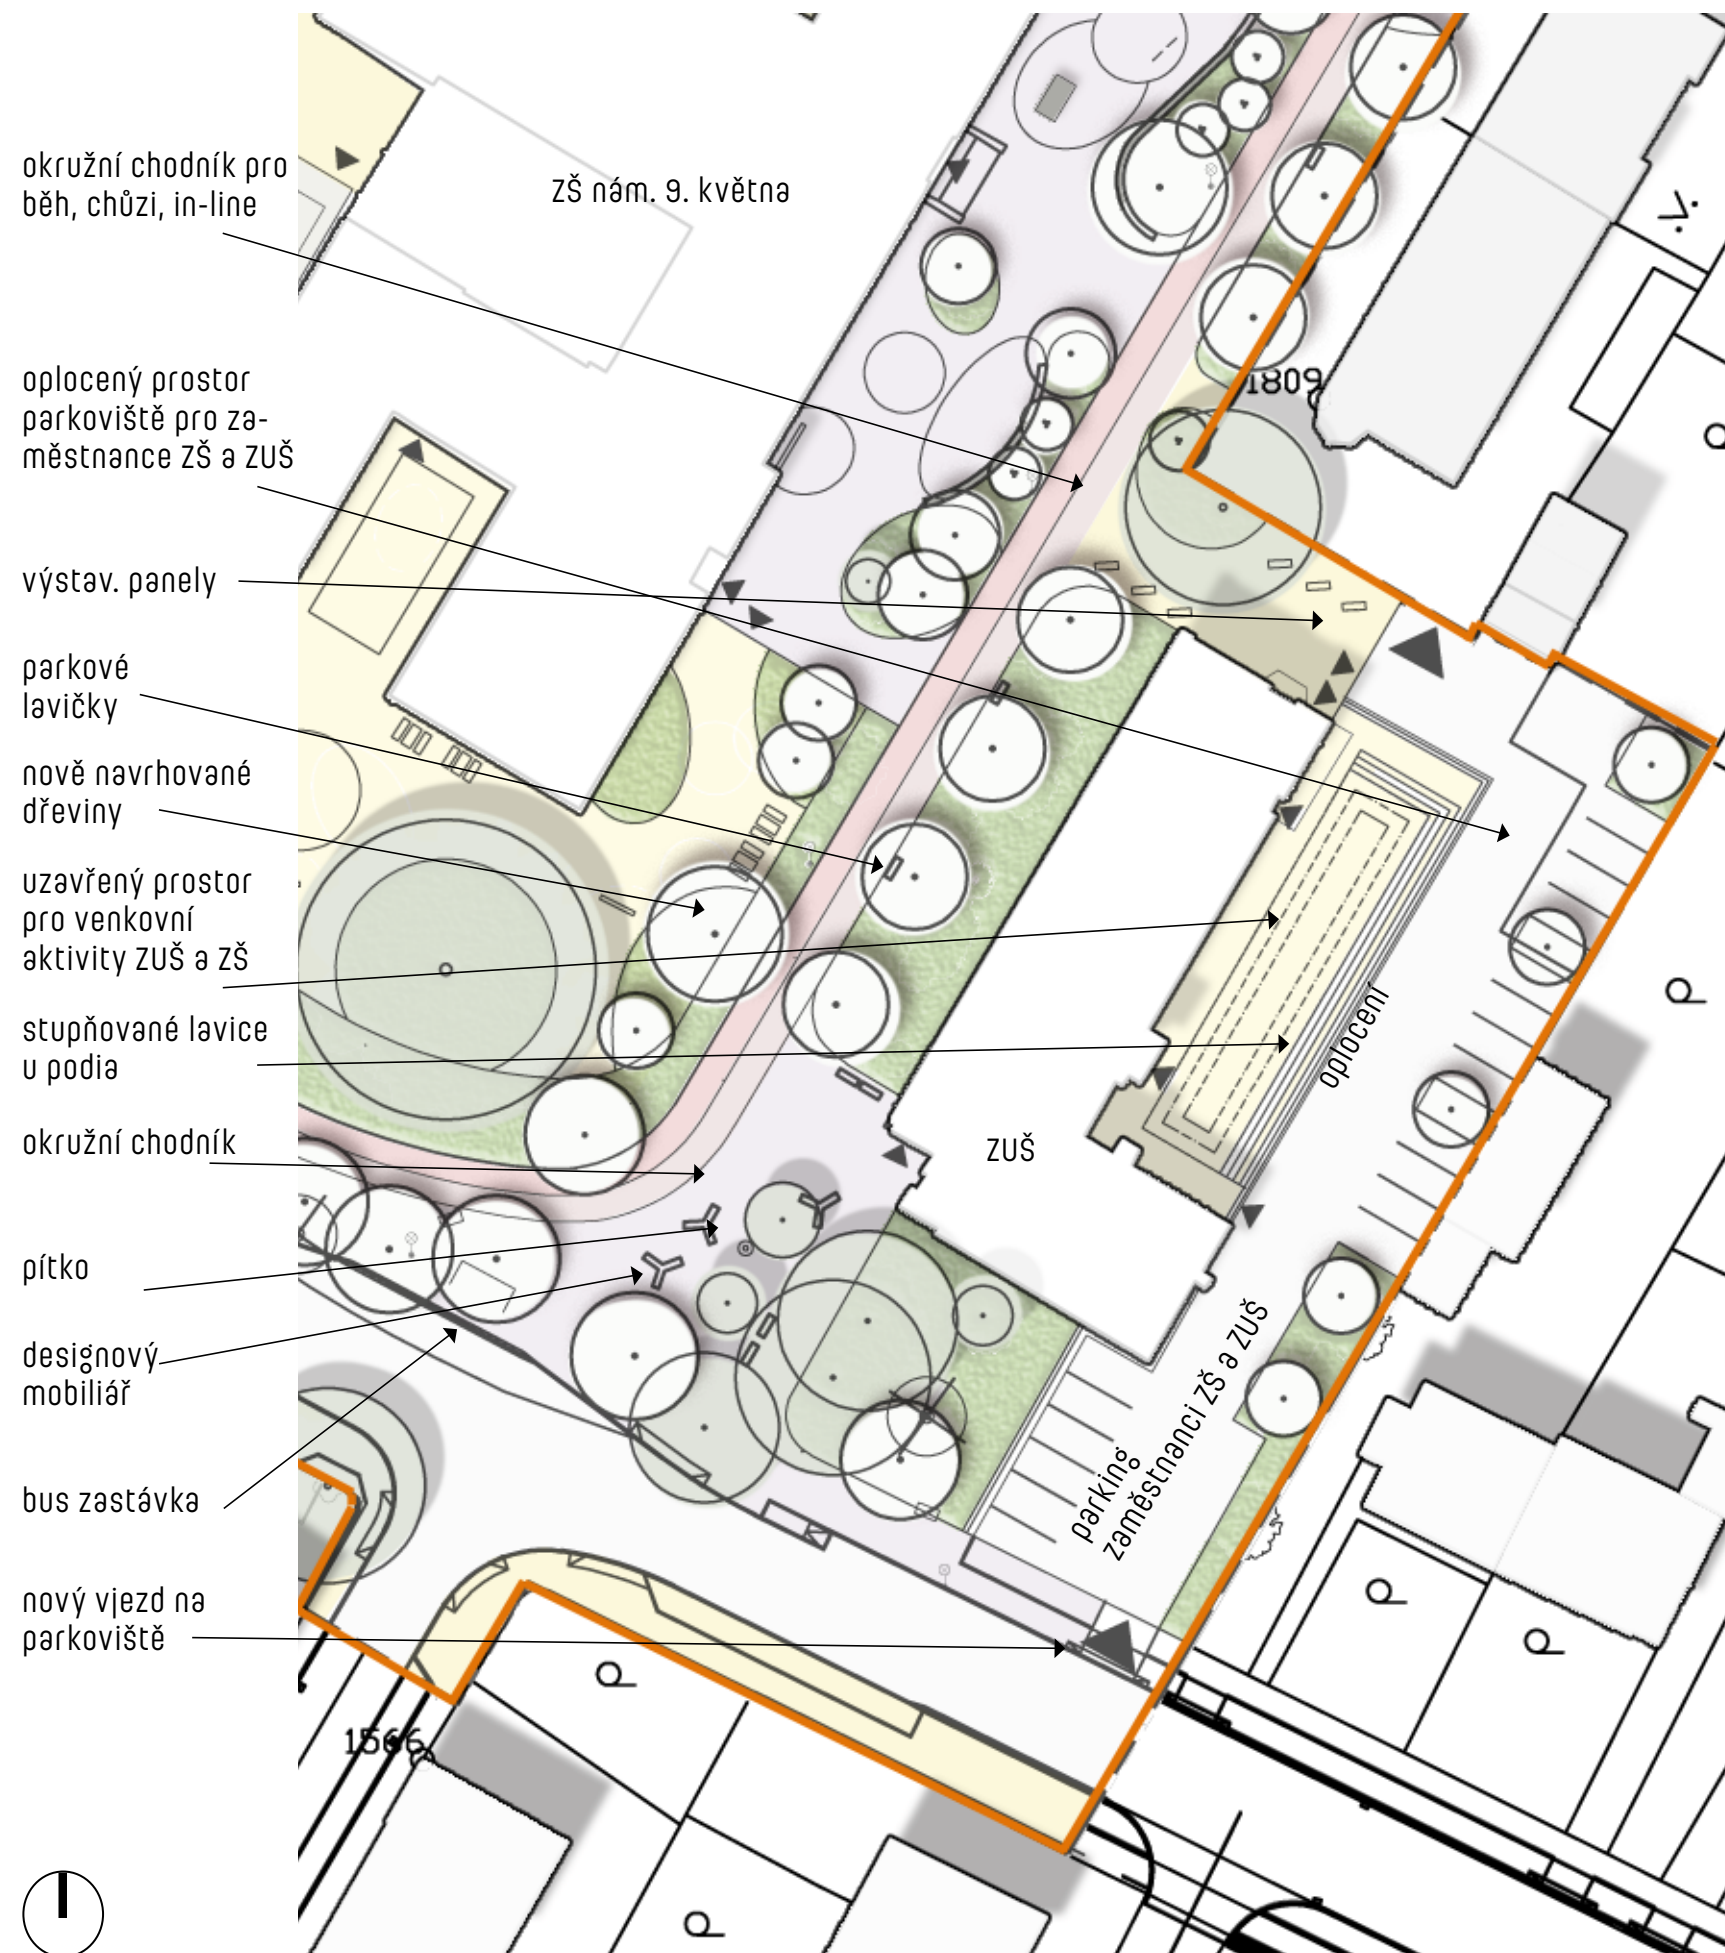 okružní chodník pro
běh, chůzi, in-line
ZŠ nám. 9. května
oplocený prostor
parkoviště pro za-
městnance ZŠ a ZUŠ
1809
výstav. panely
parkové
lavičky
nově navrhované
dřeviny
uzavřený prostor
pro venkovní
aktivity ZUŠ a ZŠ
stupňované lavice
u podia
oplocení
okružní chodník
ZUŠ
pítko
designový
mobiliář
parking
zaměstnanci ZŠ a ZUŠ
bus zastávka
nový vjezd na
parkoviště
1566